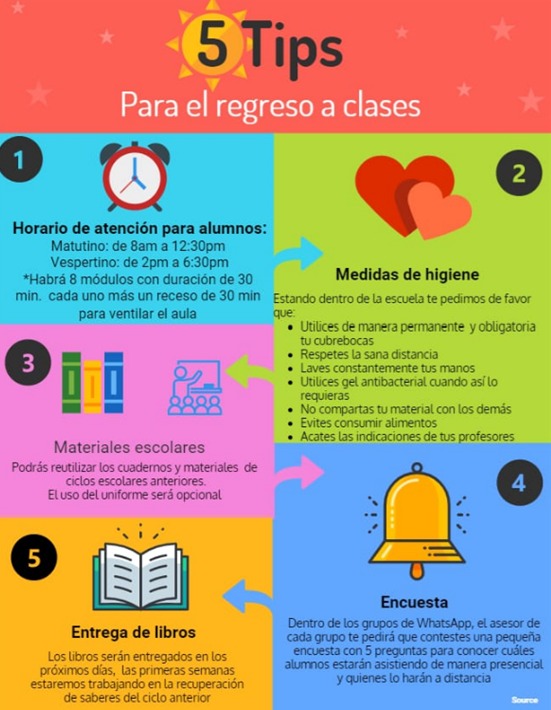 5 Tips
Para el regreso a clases
1
Horario de atención para alumnos:
Matutino: de 8am a 12:30pm
Vespertino: de 2pm a 6:30pm
*Habrá 8 módulos con duración de 30
min. cada uno más un receso de 30 min
para ventilar el aula
2
Medidas de higiene
Estando dentro de la escuela te pedimos de favor
que:
• Utilices de manera permanente y obligatoria
tu cubrebocas
• Respetes la sana distancia
• Laves constantemente tus manos
• Utilices gel antibacterial cuando así lo
requieras
• No compartas tu material con los demás
• Evites consumir alimentos
• Acates las indicaciones de tus profesores
3
Materiales escolares
Podrás reutilizar los cuadernos y materiales de
ciclos escolares anteriores.
El uso del uniforme será opcional
4
Encuesta
Dentro de los grupos de WhatsApp, el asesor de
cada grupo te pedirá que contestes una pequeña
encuesta con 5 preguntas para conocer cuáles
alumnos estarán asistiendo de manera presencial
y quienes lo harán a distancia
5
Entrega de libros
Los libros serán entregados en los
próximos días, las primeras semanas
estaremos trabajando en la recuperación
de saberes del ciclo anterior
Source